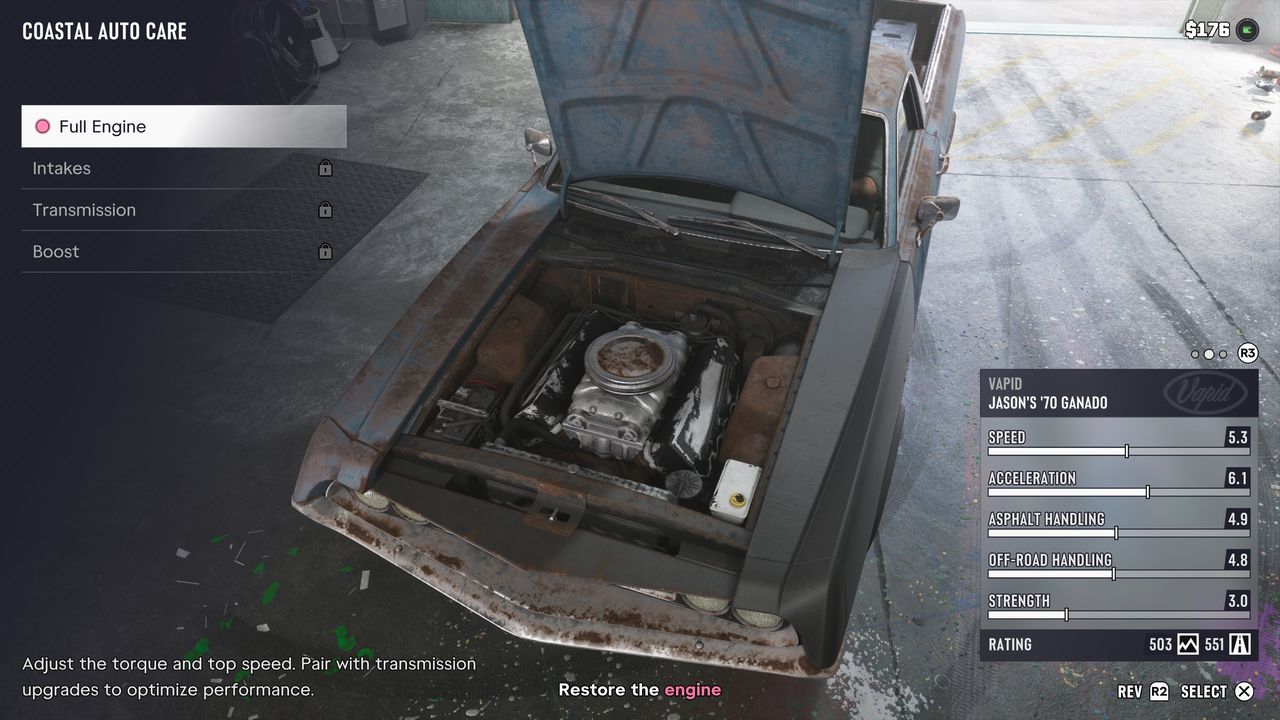 COASTAL AUTO CARE
$176
Full Engine
Intakes
Transmission
Boost
R3
VAPID
Vapid
JASON'S '70 GANADO
SPEED 5.3
ACCELERATION 6.1
ASPHALT HANDLING 4.9
OFF-ROAD HANDLING 4.8
STRENGTH 3.0
RATING 503 551
Adjust the torque and top speed. Pair with transmission
upgrades to optimize performance.
Restore the engine
REV R2 SELECT